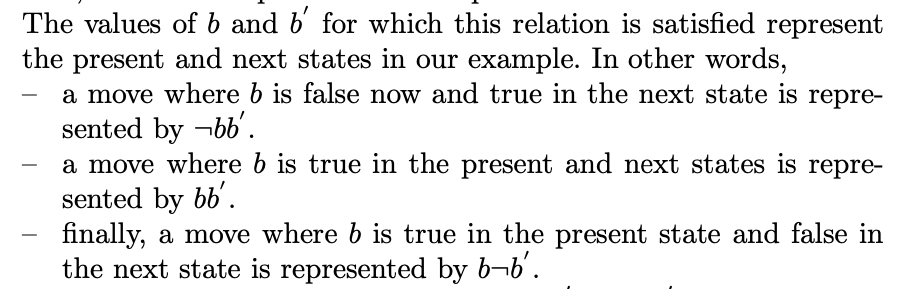 The values of b and b′ for which this relation is satisfied represent
the present and next states in our example. In other words,
– a move where b is false now and true in the next state is repre-
sented by ¬bb′.
– a move where b is true in the present and next states is repre-
sented by bb′.
– finally, a move where b is true in the present state and false in
the next state is represented by b¬b′.